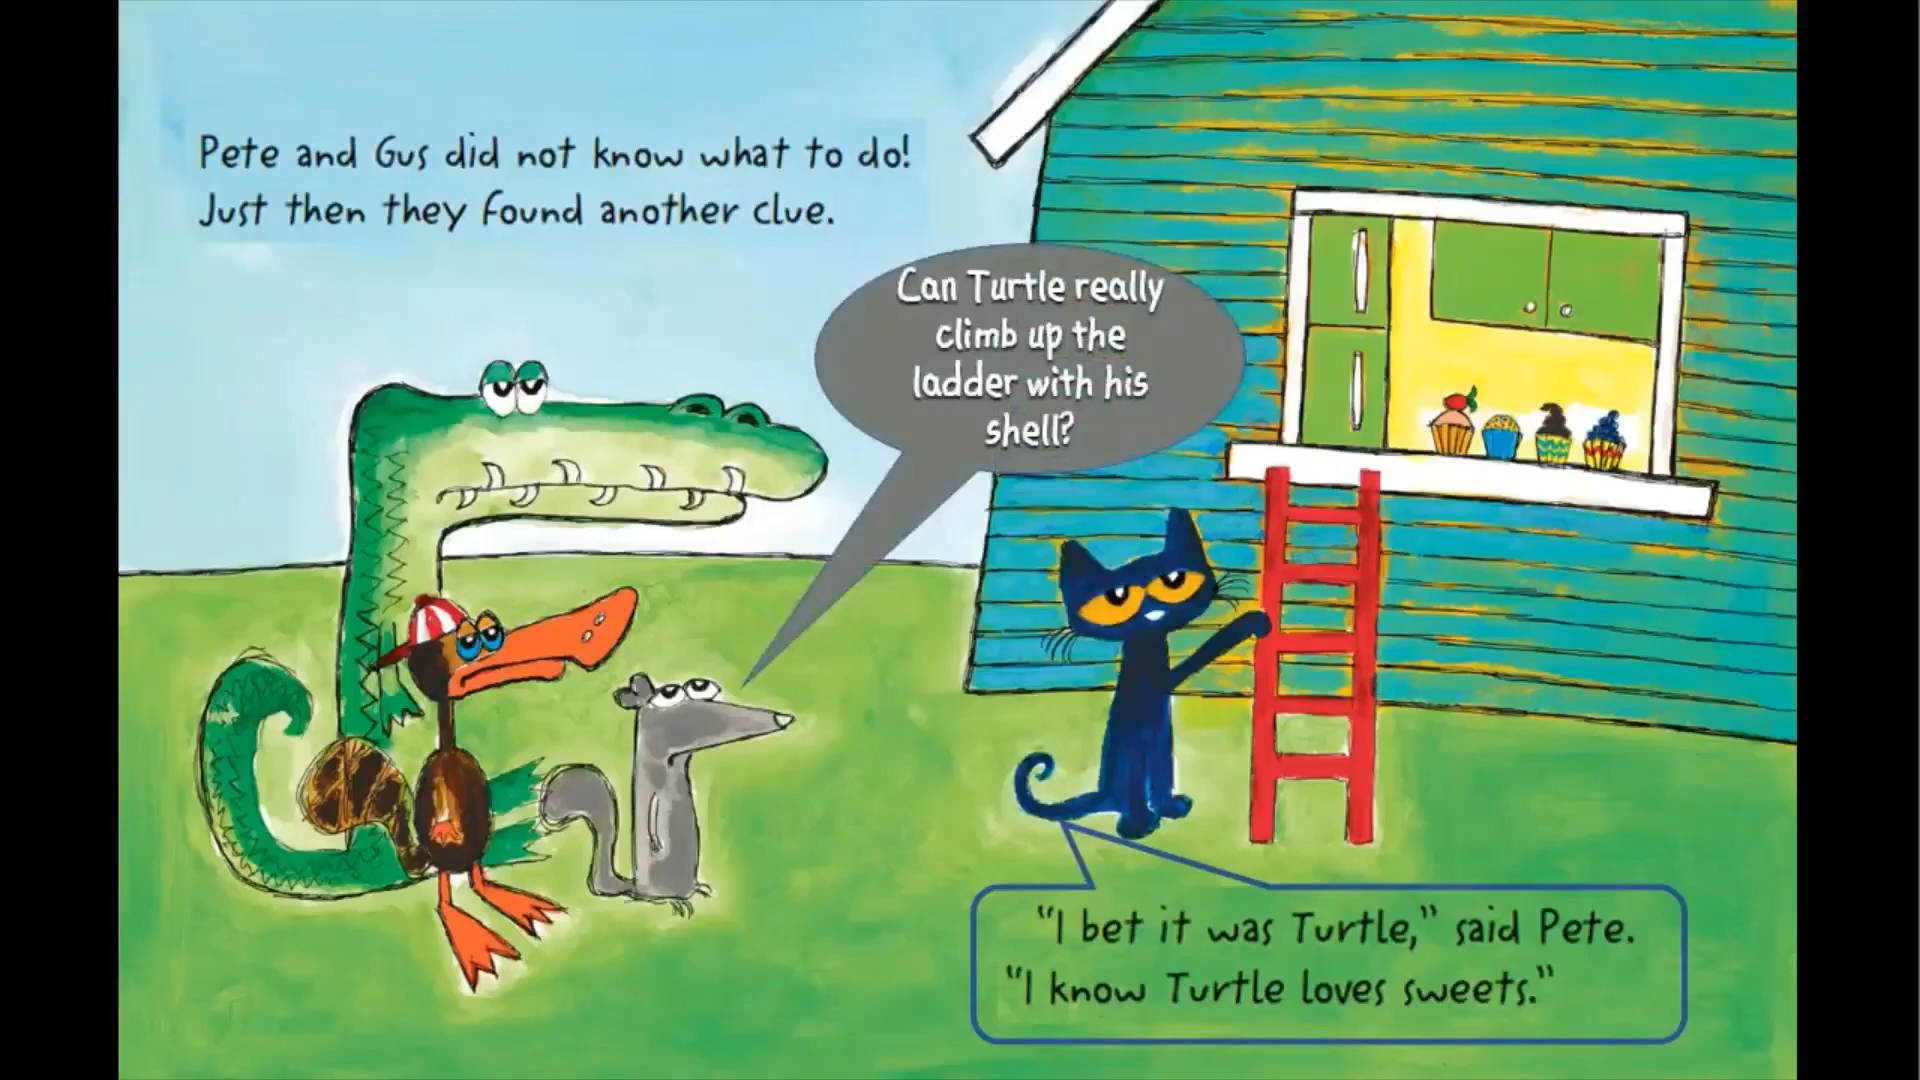 Pete and Gus did not know what to do!
Just then they found another clue.
Can Turtle really
climb up the
ladder with his
shell?
"I bet it was Turtle," said Pete.
"I know Turtle loves sweets."